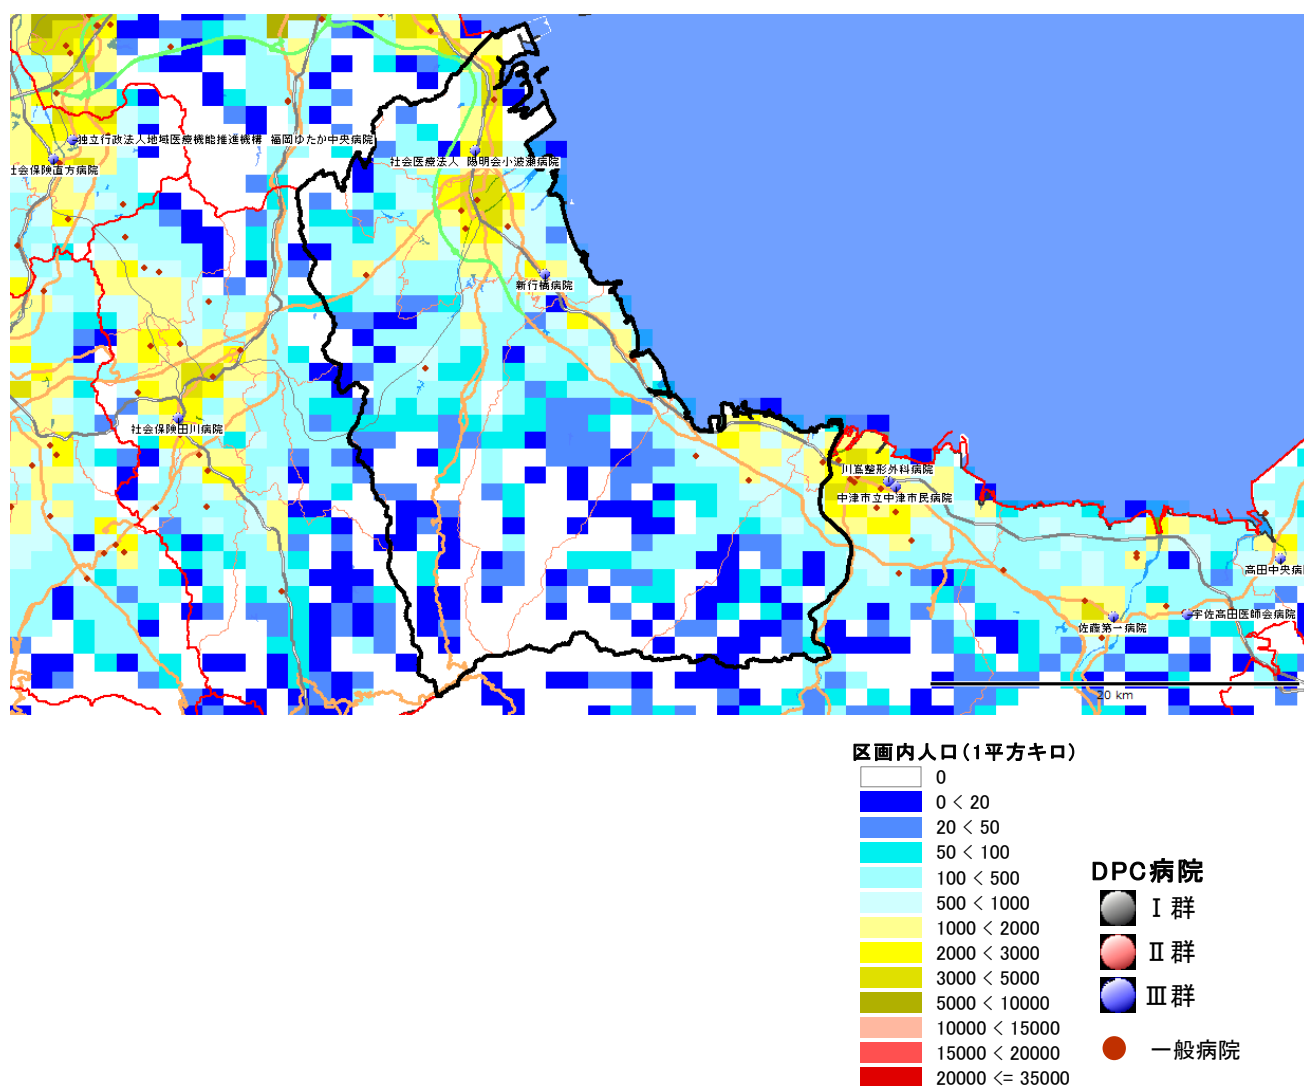 独立行政法人地域医療機能推進機構　福岡ゆたか中央病院
社会医療法人　陽明会小波瀬病院
社会保険直方病院
新行橋病院
社会保険田川病院
川嶌整形外科病院
中津市立中津市民病院
高田中央病院
宇佐高田医師会病院
佐藤第一病院
20 km
区画内人口(1平方キロ)
0
0 < 20
20 < 50
50 < 100
100 < 500
500 < 1000
1000 < 2000
2000 < 3000
3000 < 5000
5000 < 10000
10000 < 15000
15000 < 20000
20000 <= 35000
DPC病院
Ⅰ群
Ⅱ群
Ⅲ群
一般病院